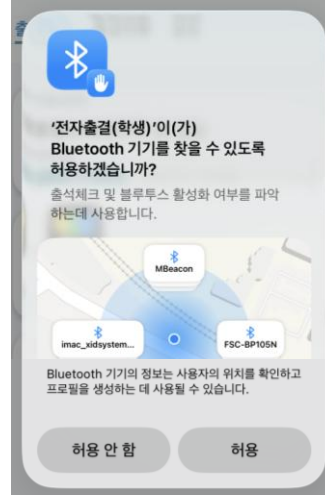 출
'전자출결(학생)'이(가)
Bluetooth 기기를 찾을 수 있도록
허용하겠습니까?
출석체크 및 블루투스 활성화 여부를 파악
하는데 사용합니다.
MBeacon
imac_xidsystem...
FSC-BP105N
Bluetooth 기기의 정보는 사용자의 위치를 확인하고
프로필을 생성하는 데 사용될 수 있습니다.
허용 안 함
허용